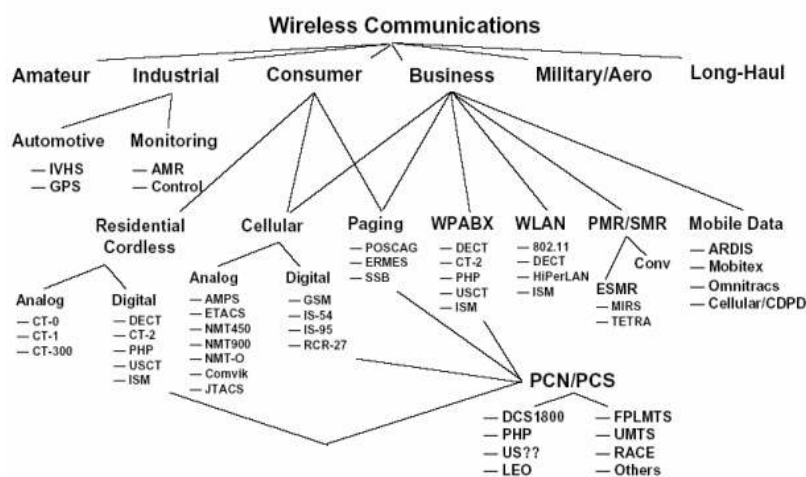 Wireless Communications
Amateur Industrial Consumer Business Military/Aero Long-Haul
Automotive
— IVHS
— GPS
Monitoring
— AMR
— Control
Residential
Cordless
Analog
— CT-0
— CT-1
— CT-300
Digital
— DECT
— CT-2
— PHP
— USCT
— ISM
Cellular
Analog
— AMPS
— ETACS
— NMT450
— NMT900
— NMT-O
— Comvik
— JTACS
Digital
— GSM
— IS-54
— IS-95
— RCR-27
Paging
— POSCAG
— ERMES
— SSB
WPABX
— DECT
— CT-2
— PHP
— USCT
— ISM
WLAN
— 802.11
— DECT
— HiPerLAN
— ISM
PMR/SMR
Conv
ESMR
— MIRS
— TETRA
Mobile Data
— ARDIS
— Mobitex
— Omnitracs
— Cellular/CDPD
PCN/PCS
— DCS1800
— PHP
— US??
— LEO
— FPLMTS
— UMTS
— RACE
— Others